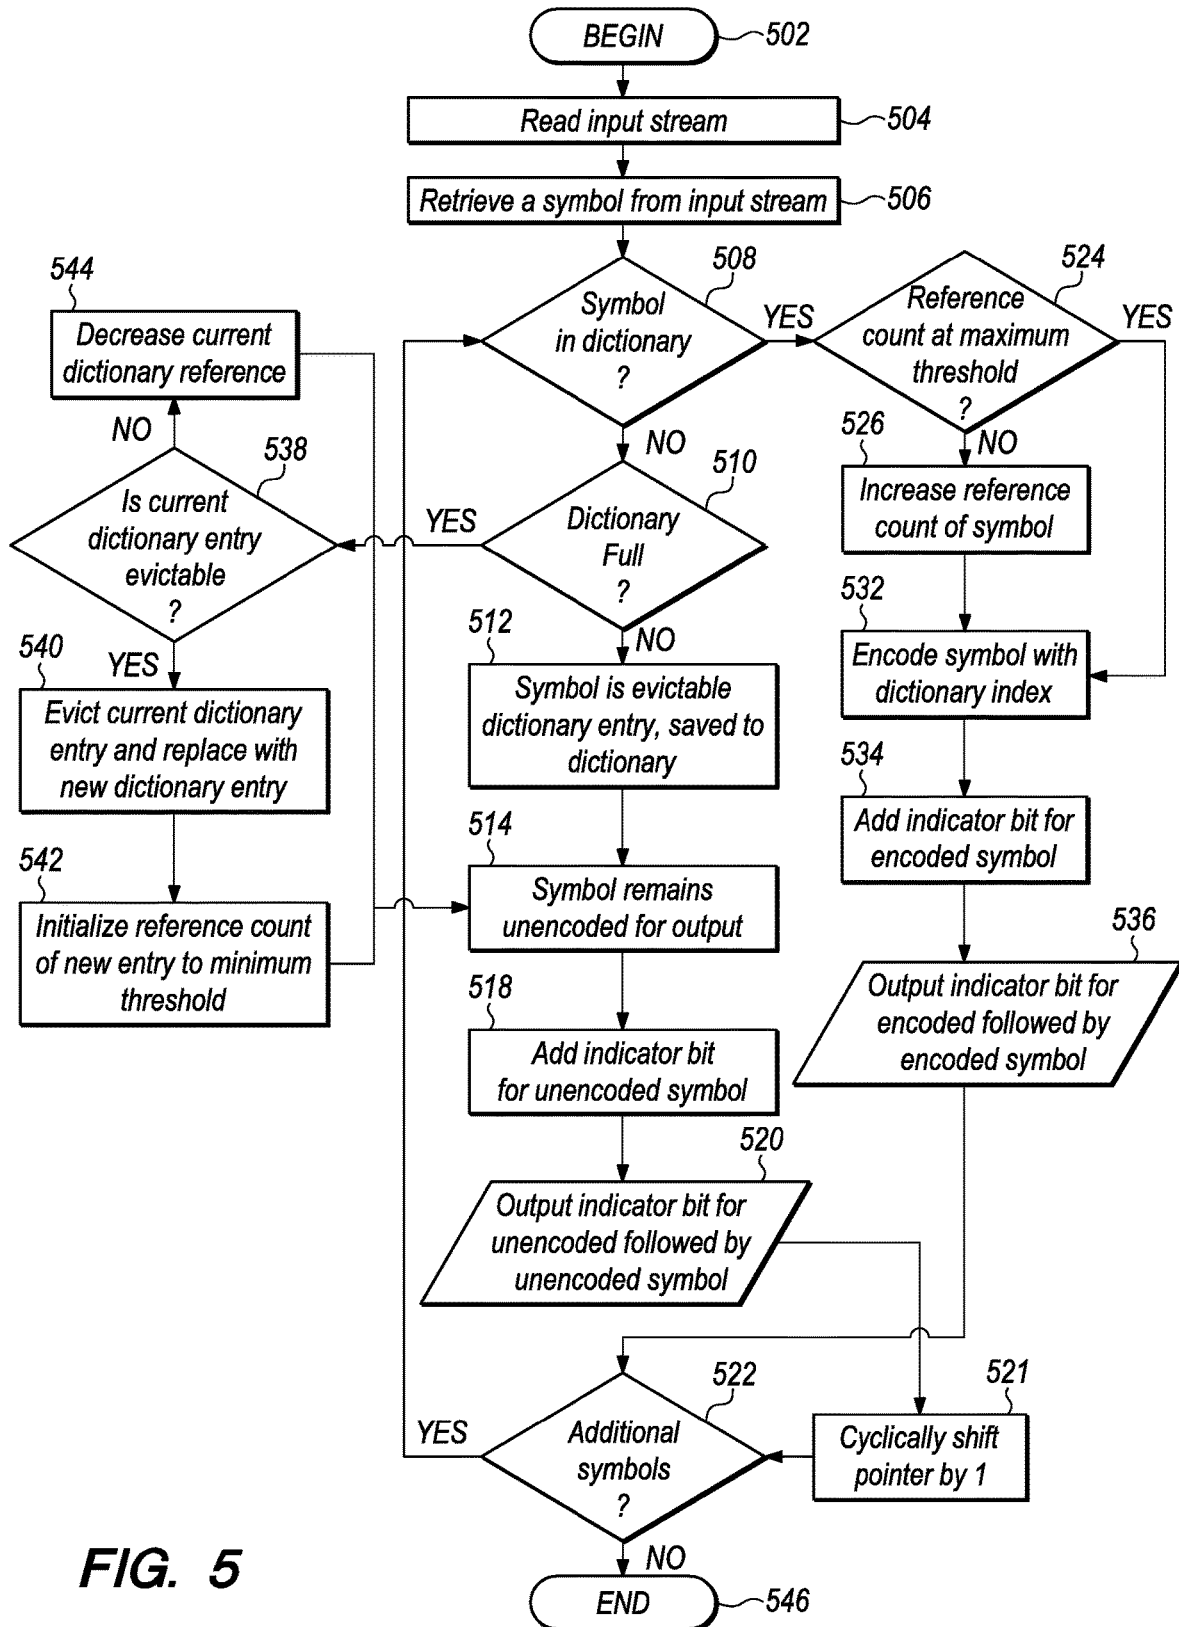 BEGIN
502
Read input stream
504
Retrieve a symbol from input stream
506
508
Symbol
in dictionary
?
YES
NO
524
Reference
count at maximum
threshold
?
YES
NO
544
Decrease current
dictionary reference
NO
538
Is current
dictionary entry
evictable
?
YES
510
Dictionary
Full
?
YES
NO
526
Increase reference
count of symbol
532
Encode symbol with
dictionary index
534
Add indicator bit for
encoded symbol
536
Output indicator bit for
encoded followed by
encoded symbol
540
Evict current dictionary
entry and replace with
new dictionary entry
542
Initialize reference count
of new entry to minimum
threshold
512
Symbol is evictable
dictionary entry, saved to
dictionary
514
Symbol remains
unencoded for output
518
Add indicator bit
for unencoded symbol
520
Output indicator bit for
unencoded followed by
unencoded symbol
521
Cyclically shift
pointer by 1
522
Additional
symbols
?
YES
NO
END
546
FIG. 5